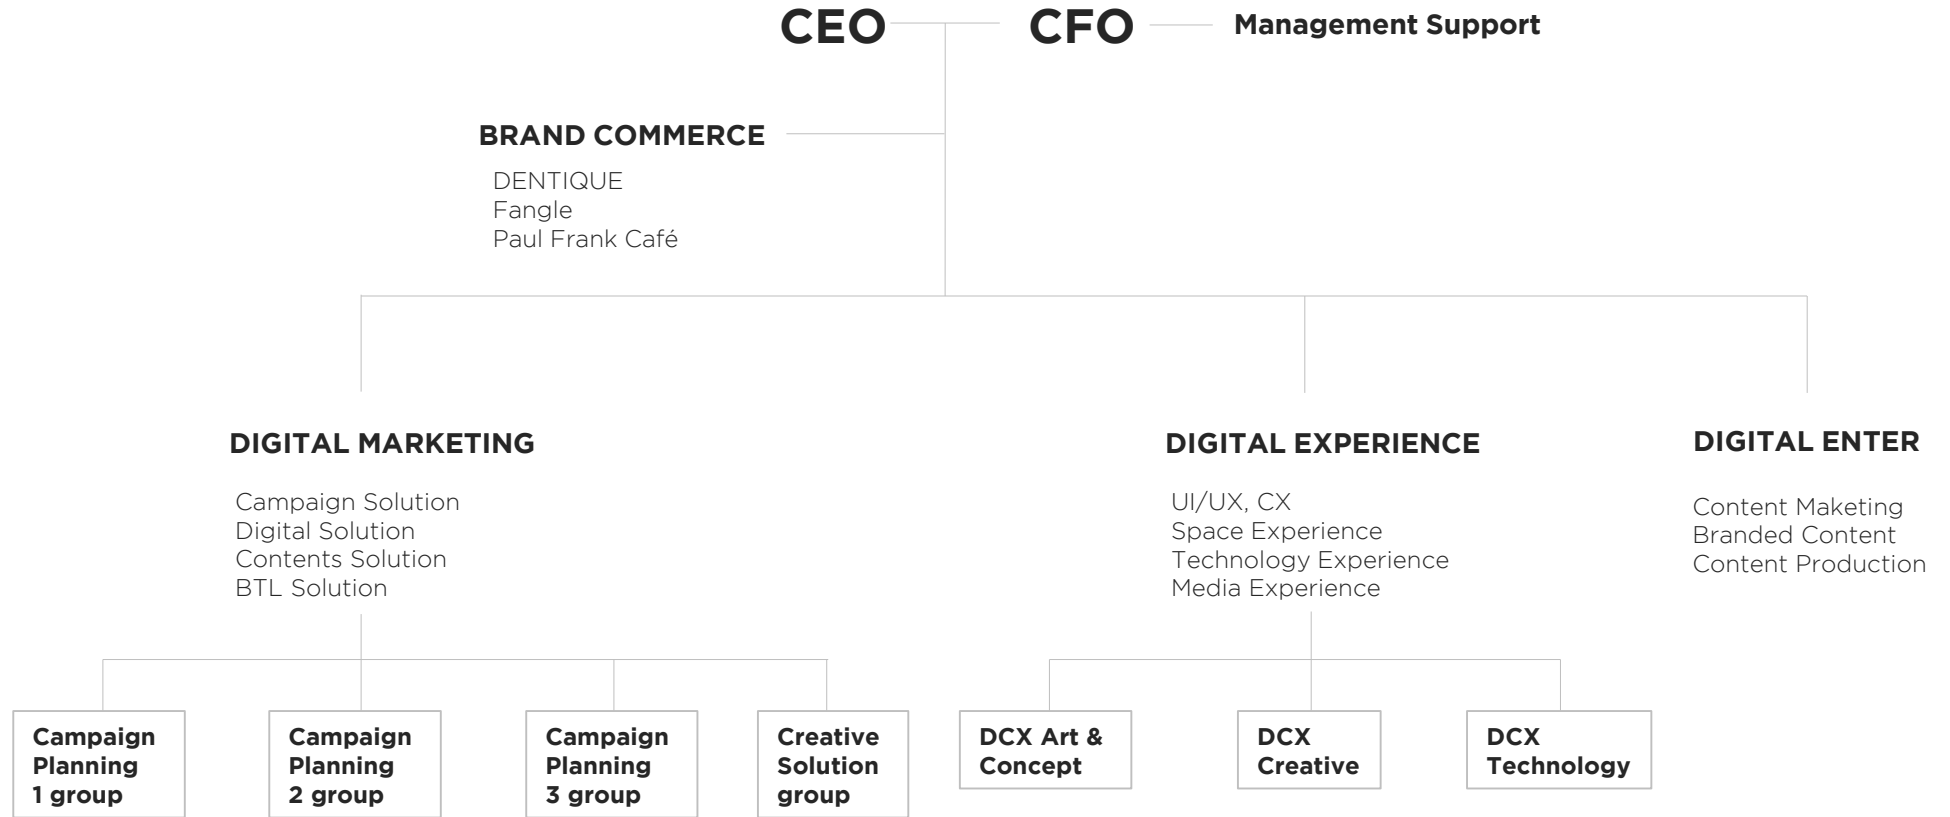 CEO
CFO
Management Support
BRAND COMMERCE
DENTIQUE
Fangle
Paul Frank Café
DIGITAL MARKETING
Campaign Solution
Digital Solution
Contents Solution
BTL Solution
DIGITAL EXPERIENCE
UI/UX, CX
Space Experience
Technology Experience
Media Experience
DIGITAL ENTER
Content Maketing
Branded Content
Content Production
Campaign
Planning
1 group
Campaign
Planning
2 group
Campaign
Planning
3 group
Creative
Solution
group
DCX Art &
Concept
DCX
Creative
DCX
Technology